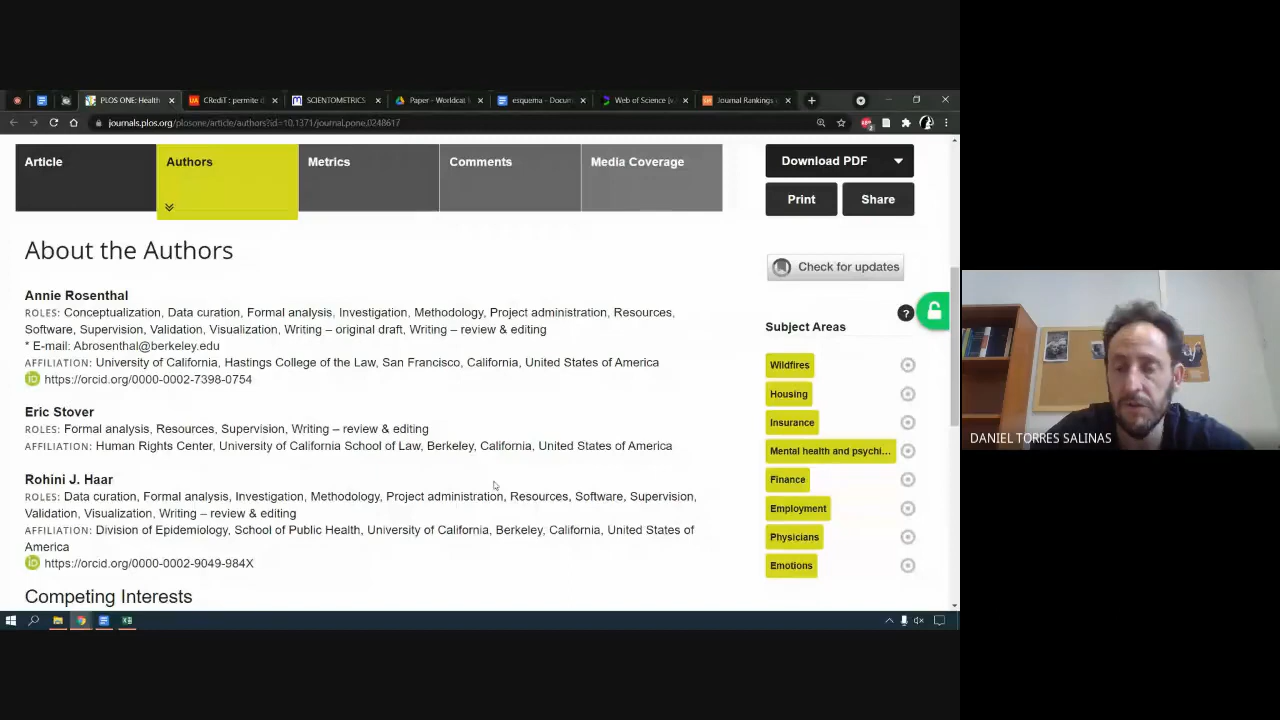 PLOS ONE: Health
CRediT : permite d
SCIENTOMETRICS
Paper - Worldcat
esquema - Docum
Web of Science [v
Journal Rankings
journals.plos.org/plosone/article/authors?id=10.1371/journal.pone.0248617
Article
Authors
Metrics
Comments
Media Coverage
Download PDF
Print
Share
About the Authors
Check for updates
Annie Rosenthal
ROLES: Conceptualization, Data curation, Formal analysis, Investigation, Methodology, Project administration, Resources,
Software, Supervision, Validation, Visualization, Writing – original draft, Writing – review & editing
* E-mail: Abrosenthal@berkeley.edu
AFFILIATION: University of California, Hastings College of the Law, San Francisco, California, United States of America
iD https://orcid.org/0000-0002-7398-0754
Eric Stover
ROLES: Formal analysis, Resources, Supervision, Writing – review & editing
AFFILIATION: Human Rights Center, University of California School of Law, Berkeley, California, United States of America
Rohini J. Haar
ROLES: Data curation, Formal analysis, Investigation, Methodology, Project administration, Resources, Software, Supervision,
Validation, Visualization, Writing – review & editing
AFFILIATION: Division of Epidemiology, School of Public Health, University of California, Berkeley, California, United States of
America
iD https://orcid.org/0000-0002-9049-984X
Competing Interests
?
Subject Areas
Wildfires
Housing
Insurance
Mental health and psychi...
Finance
Employment
Physicians
Emotions
DANIEL TORRES SALINAS